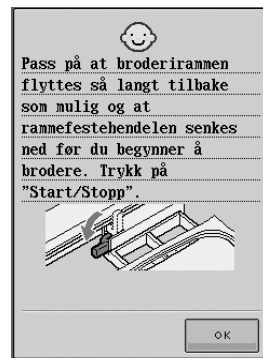 Pass på at broderirammen
flyttes så langt tilbake
som mulig og at
rammefestehendelen senkes
ned før du begynner å
brodere. Trykk på
"Start/Stopp".
OK